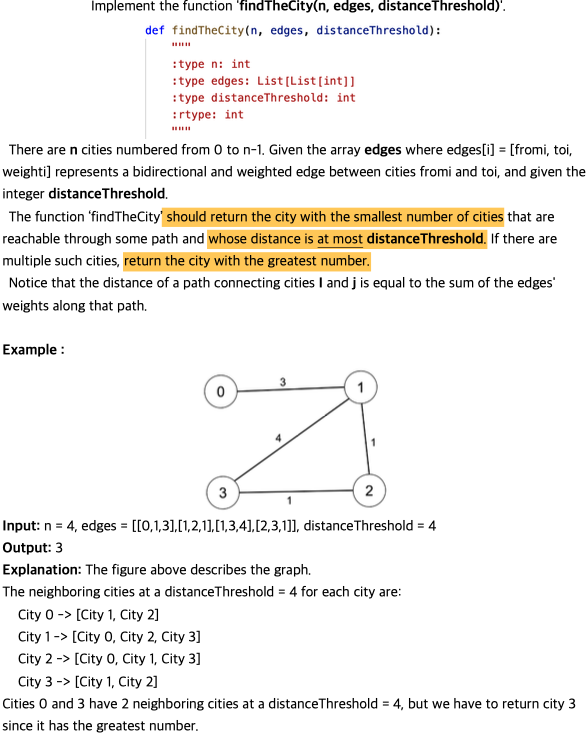 Implement the function 'findTheCity(n, edges, distanceThreshold)'.
def findTheCity(n, edges, distanceThreshold):
"""
:type n: int
:type edges: List[List[int]]
:type distanceThreshold: int
:rtype: int
"""
There are n cities numbered from 0 to n-1. Given the array edges where edges[i] = [fromi, toi,
weighti] represents a bidirectional and weighted edge between cities fromi and toi, and given the
integer distanceThreshold.
The function 'findTheCity' should return the city with the smallest number of cities that are
reachable through some path and whose distance is at most distanceThreshold. If there are
multiple such cities, return the city with the greatest number.
Notice that the distance of a path connecting cities I and j is equal to the sum of the edges'
weights along that path.
Example :
0
3
1
4
1
3
1
2
Input: n = 4, edges = [[0,1,3],[1,2,1],[1,3,4],[2,3,1]], distanceThreshold = 4
Output: 3
Explanation: The figure above describes the graph.
The neighboring cities at a distanceThreshold = 4 for each city are:
City 0 -> [City 1, City 2]
City 1 -> [City 0, City 2, City 3]
City 2 -> [City 0, City 1, City 3]
City 3 -> [City 1, City 2]
Cities 0 and 3 have 2 neighboring cities at a distanceThreshold = 4, but we have to return city 3
since it has the greatest number.